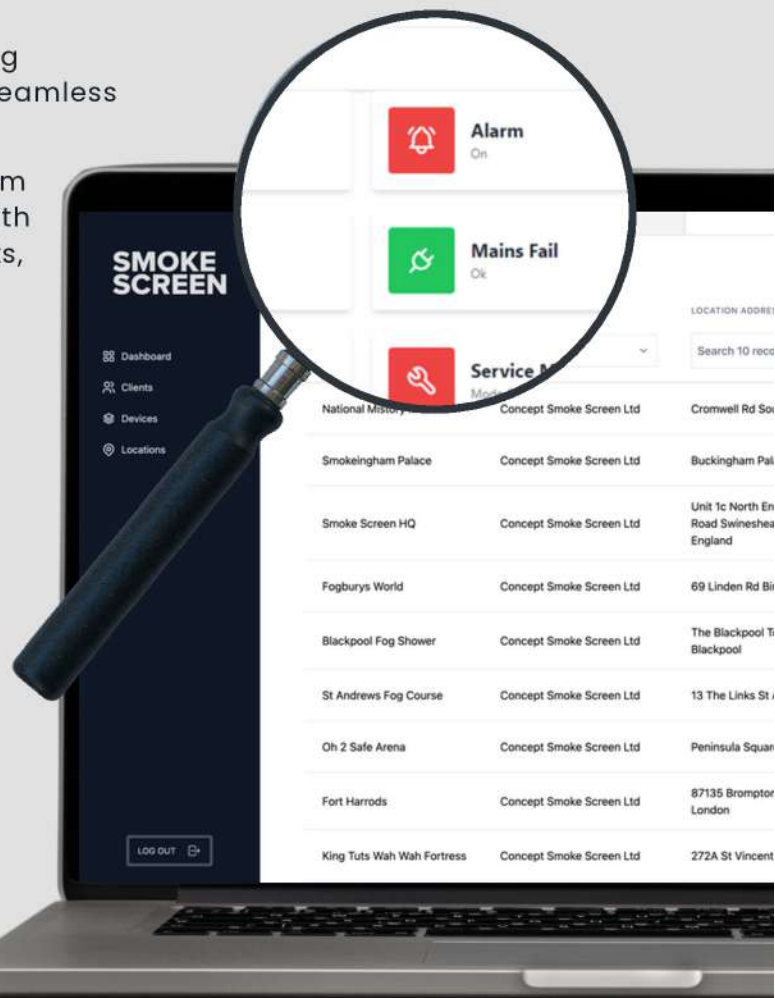 g
eamless
m
th
s,
Alarm
On
Mains Fail
Ok
Service
SMOKE
SCREEN
Dashboard
Clients
Devices
Locations
LOG OUT
LOCATION ADDRES
Search 10 reco
National Mistory Concept Smoke Screen Ltd Cromwell Rd Sou
Smokeingham Palace Concept Smoke Screen Ltd Buckingham Pal
Smoke Screen HQ Concept Smoke Screen Ltd Unit 1c North En
Road Swineshea
England
Fogburys World Concept Smoke Screen Ltd 69 Linden Rd Bi
Blackpool Fog Shower Concept Smoke Screen Ltd The Blackpool T
Blackpool
St Andrews Fog Course Concept Smoke Screen Ltd 13 The Links St
Oh 2 Safe Arena Concept Smoke Screen Ltd Peninsula Squar
Fort Harrods Concept Smoke Screen Ltd 87135 Brompton
London
King Tuts Wah Wah Fortress Concept Smoke Screen Ltd 272A St Vincent